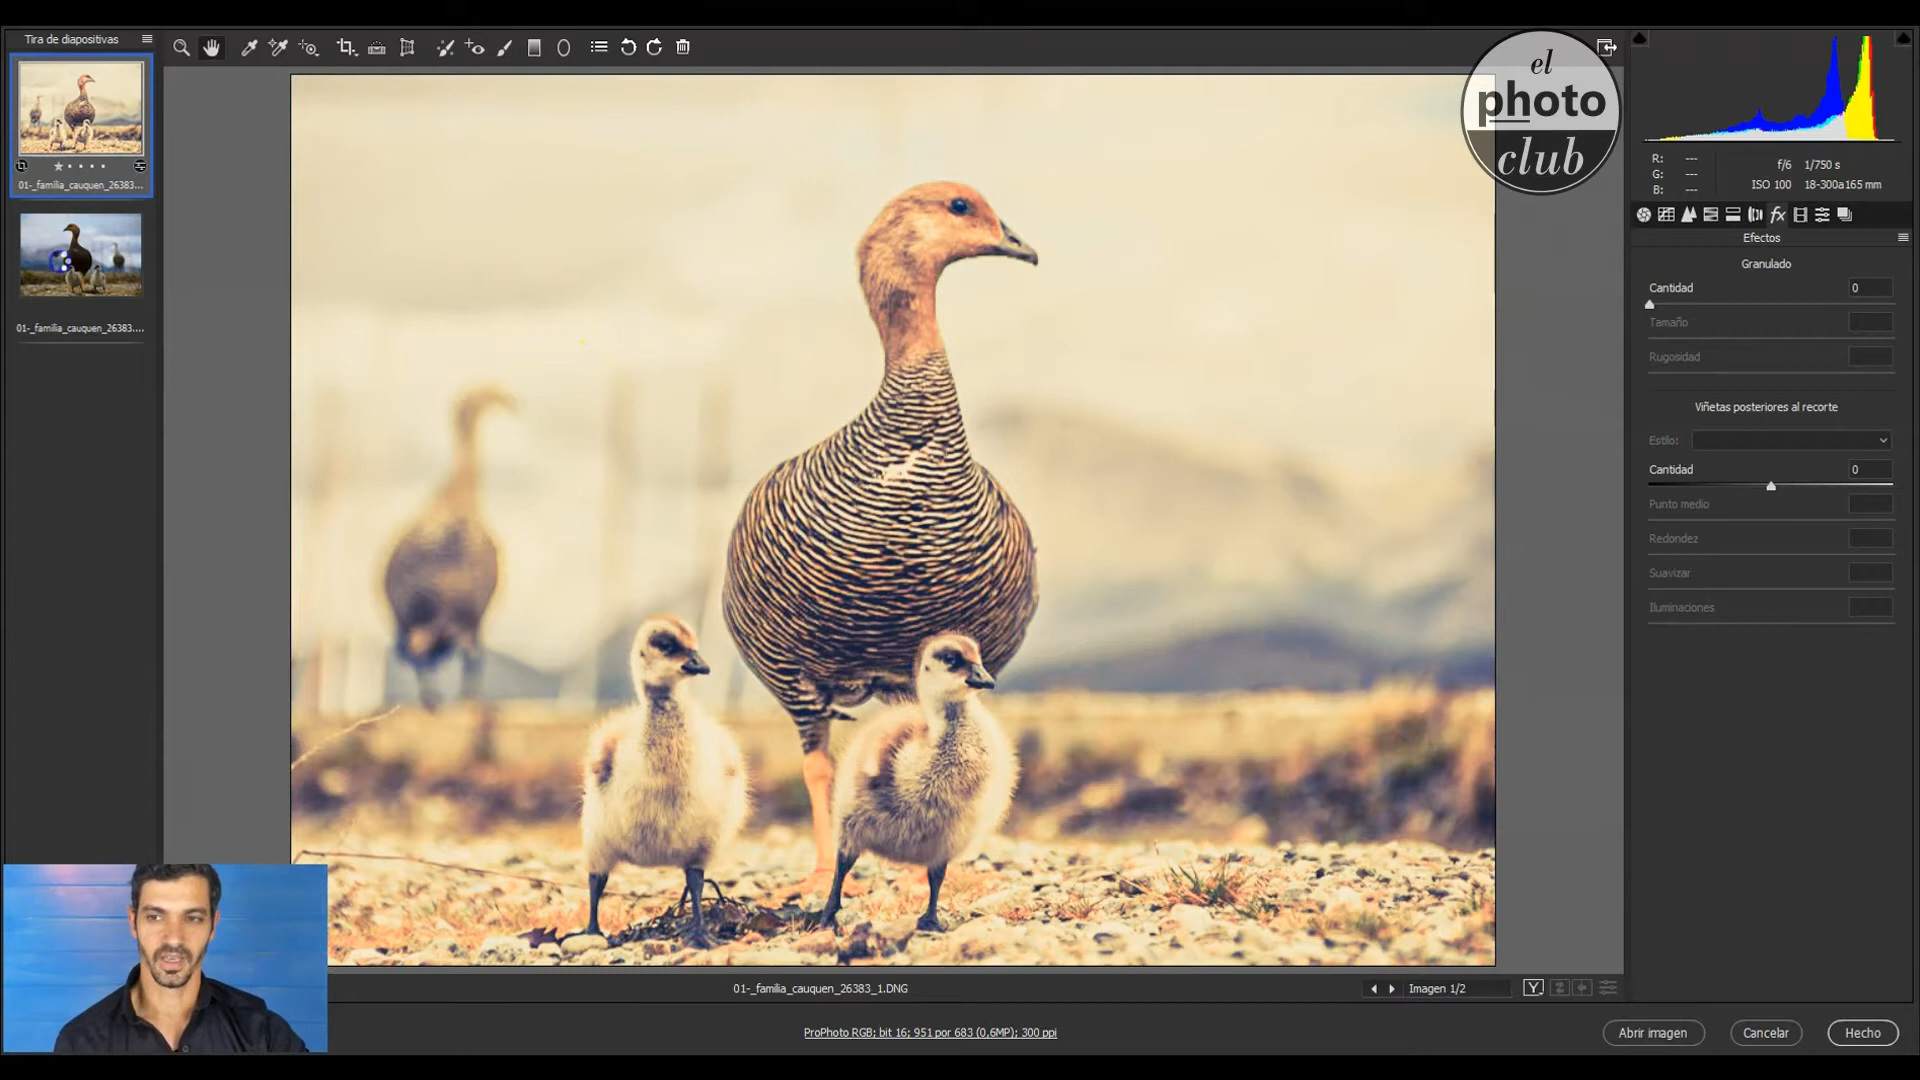 Tira de diapositivas
01-_familia_cauquen_26383...
01-_familia_cauquen_26383....
el
photo
club
R: ---
G: ---
B: ---
f/6 1/750 s
ISO 100 18-300a165 mm
fx
Efectos
Granulado
Cantidad 0
Tamaño
Rugosidad
Viñetas posteriores al recorte
Estilo:
Cantidad 0
Punto medio
Redondez
Suavizar
Iluminaciones
01-_familia_cauquen_26383_1.DNG
Imagen 1/2
Y
ProPhoto RGB; bit 16; 951 por 683 (0,6MP); 300 ppi
Abrir imagen
Cancelar
Hecho